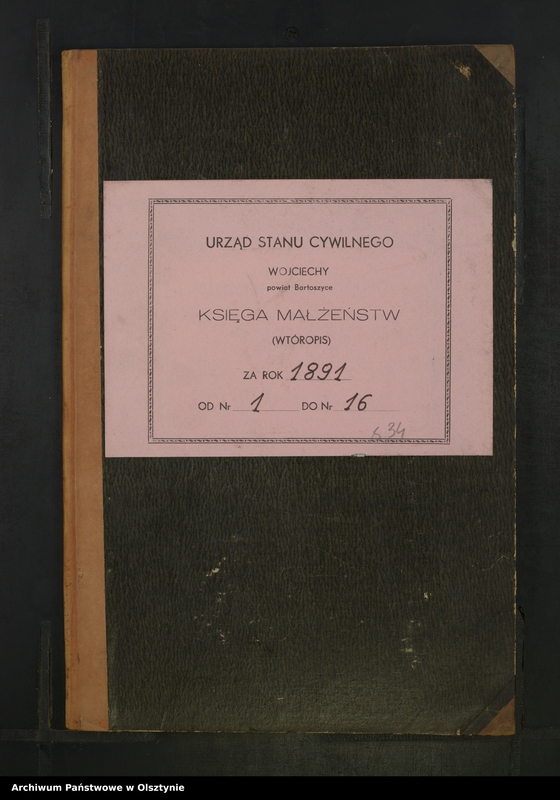 URZĄD STANU CYWILNEGO
WOJCIECHY
powiat Bartoszyce
KSIĘGA MAŁŻEŃSTW
(WTÓROPIS)
ZA ROK 1891
OD Nr 1 DO Nr 16
s 34
Archiwum Państwowe w Olsztynie